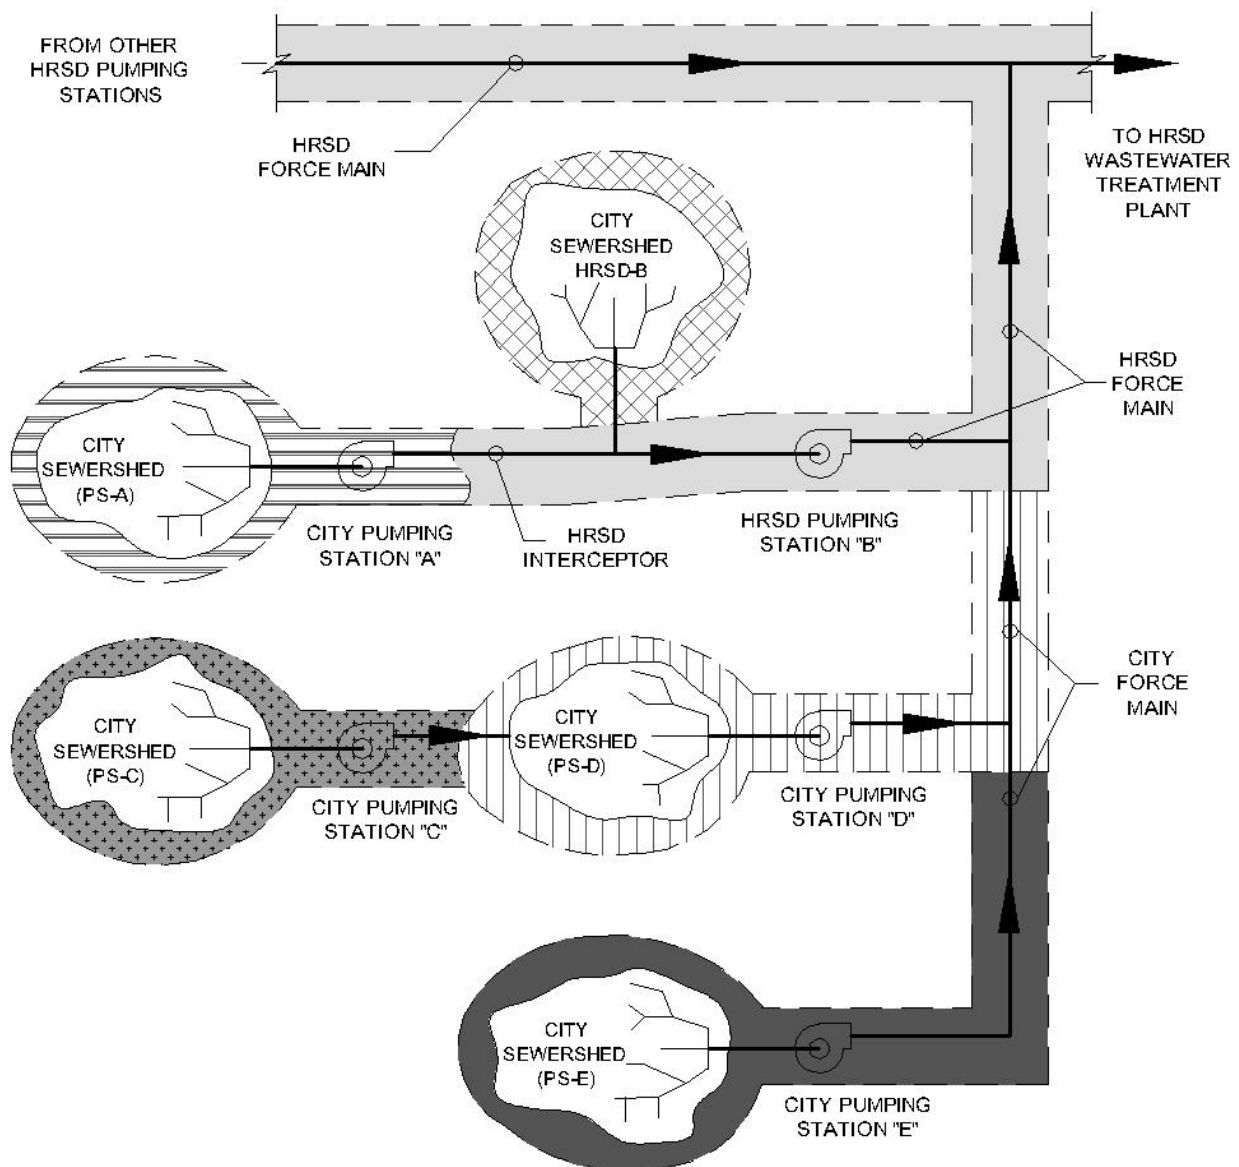 FROM OTHER
HRSD PUMPING
STATIONS
HRSD
FORCE MAIN
TO HRSD
WASTEWATER
TREATMENT
PLANT
CITY
SEWERSHED
HRSD-B
HRSD
FORCE
MAIN
CITY
SEWERSHED
(PS-A)
CITY PUMPING
STATION "A"
HRSD
INTERCEPTOR
HRSD PUMPING
STATION "B"
CITY
SEWERSHED
(PS-C)
CITY PUMPING
STATION "C"
CITY
SEWERSHED
(PS-D)
CITY PUMPING
STATION "D"
CITY
FORCE
MAIN
CITY
SEWERSHED
(PS-E)
CITY PUMPING
STATION "E"